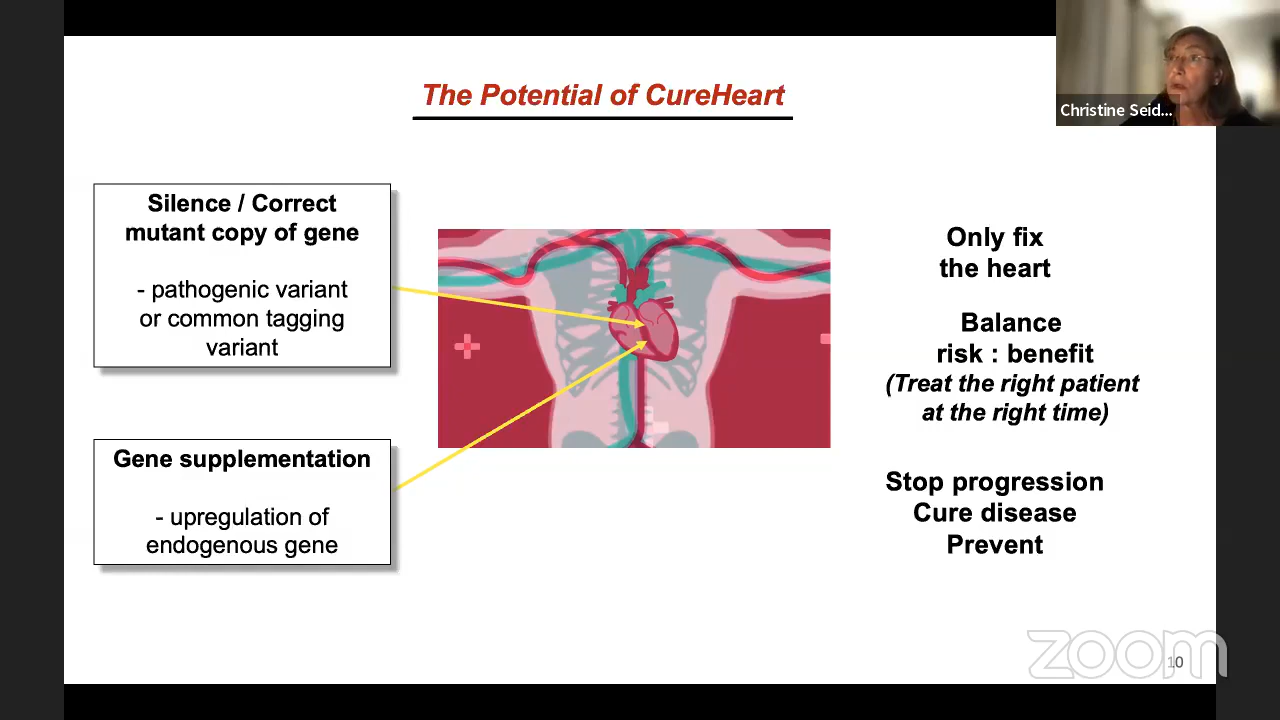 The Potential of CureHeart
Christine Seid...
Silence / Correct
mutant copy of gene
- pathogenic variant
or common tagging
variant
Gene supplementation
- upregulation of
endogenous gene
Only fix
the heart
Balance
risk : benefit
(Treat the right patient
at the right time)
Stop progression
Cure disease
Prevent
zoom
10